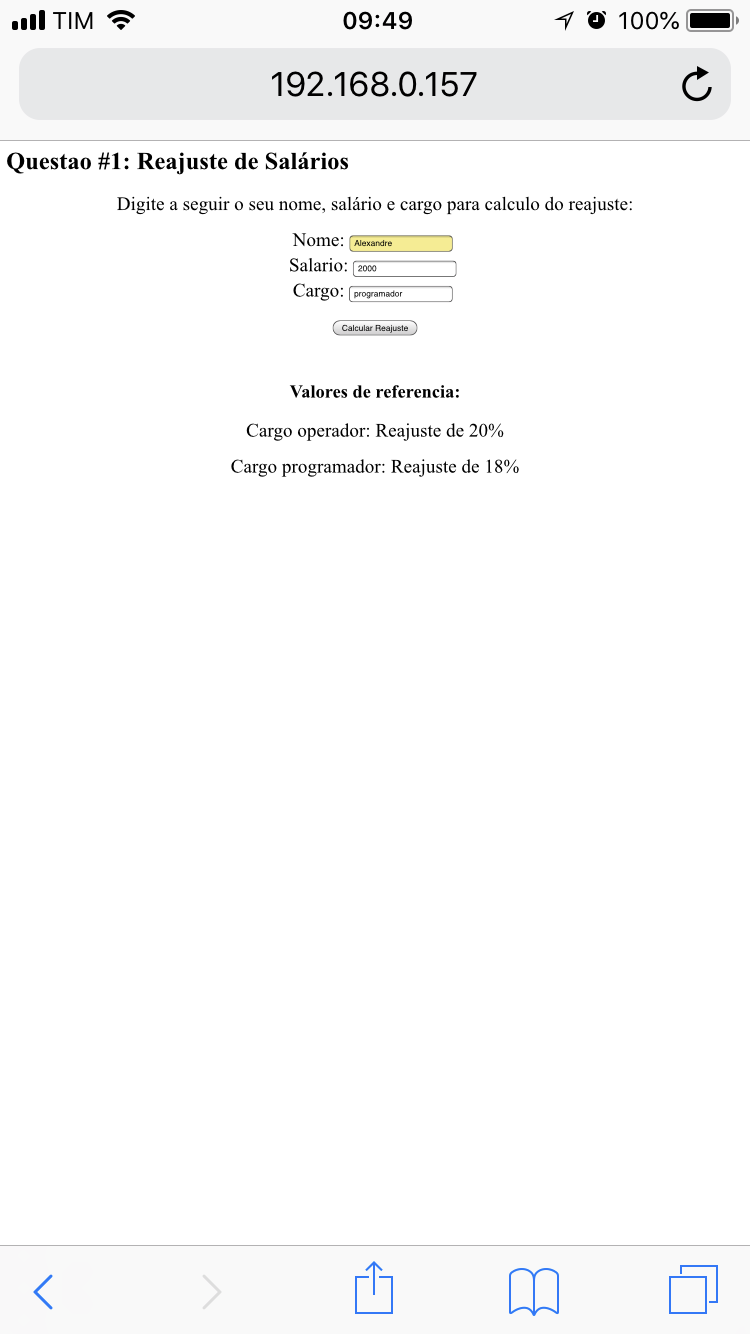 TIM 09:49 100%
192.168.0.157
Questao #1: Reajuste de Salários
Digite a seguir o seu nome, salário e cargo para calculo do reajuste:
Nome: Alexandre
Salario: 2000
Cargo: programador
Calcular Reajuste
Valores de referencia:
Cargo operador: Reajuste de 20%
Cargo programador: Reajuste de 18%